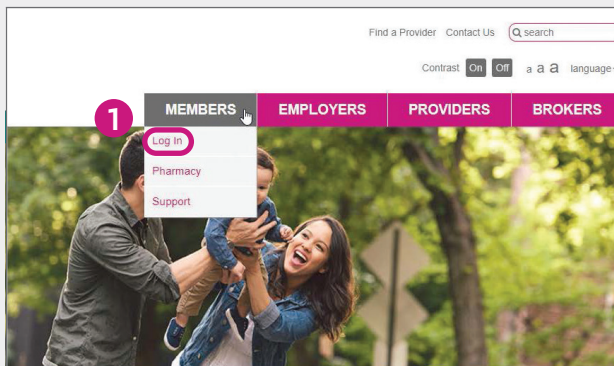 Find a Provider Contact Us search
Contrast On Off a a a language
MEMBERS EMPLOYERS PROVIDERS BROKERS
1
Log In
Pharmacy
Support